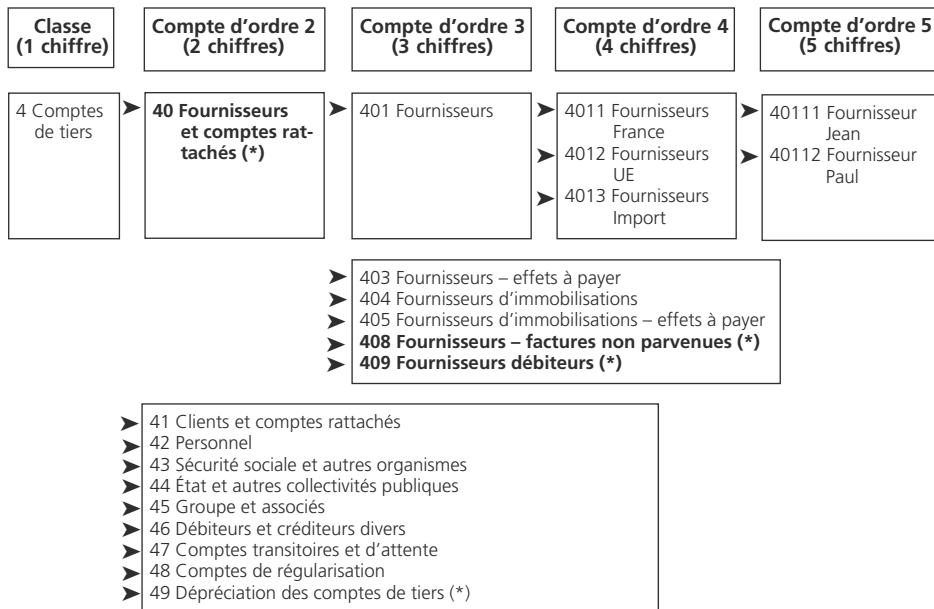 Classe
(1 chiffre)
Compte d'ordre 2
(2 chiffres)
Compte d'ordre 3
(3 chiffres)
Compte d'ordre 4
(4 chiffres)
Compte d'ordre 5
(5 chiffres)
4 Comptes
de tiers
40 Fournisseurs
et comptes rat-
tachés (*)
401 Fournisseurs
4011 Fournisseurs
France
4012 Fournisseurs
UE
4013 Fournisseurs
Import
40111 Fournisseur
Jean
40112 Fournisseur
Paul
403 Fournisseurs – effets à payer
404 Fournisseurs d'immobilisations
405 Fournisseurs d'immobilisations – effets à payer
408 Fournisseurs – factures non parvenues (*)
409 Fournisseurs débiteurs (*)
41 Clients et comptes rattachés
42 Personnel
43 Sécurité sociale et autres organismes
44 État et autres collectivités publiques
45 Groupe et associés
46 Débiteurs et créditeurs divers
47 Comptes transitoires et d'attente
48 Comptes de régularisation
49 Dépréciation des comptes de tiers (*)